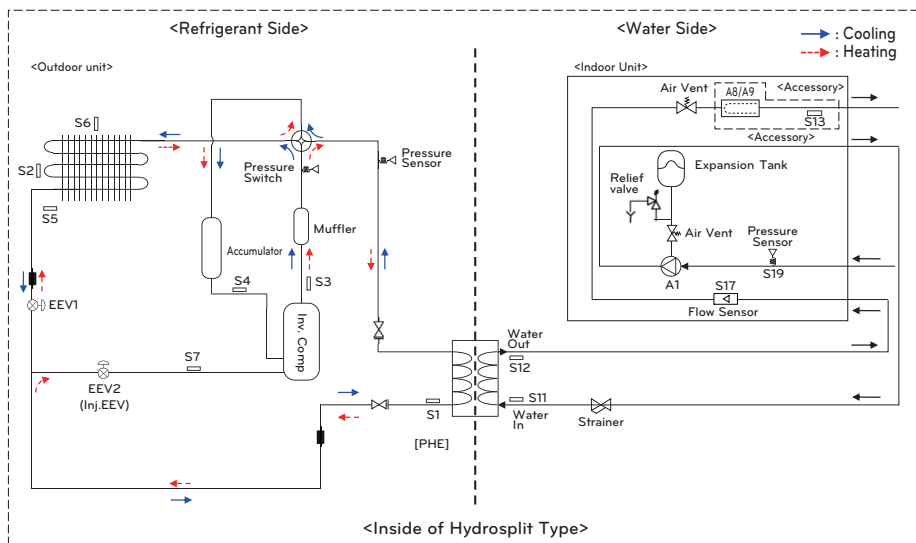 <Refrigerant Side>
<Water Side>
: Cooling
: Heating
<Outdoor unit>
<Indoor Unit>
Air Vent
A8/A9
<Accessory>
S13
<Accessory>
S6
S2
S5
Pressure
Switch
Pressure
Sensor
Expansion Tank
Relief
valve
Air Vent
Pressure
Sensor
S19
A1
S17
Flow Sensor
Muffler
Accumulator
S4
S3
EEV1
Inv. Comp
S7
EEV2
(Inj.EEV)
Water
Out
S12
S1
S11
Water
In
Strainer
[PHE]
<Inside of Hydrosplit Type>